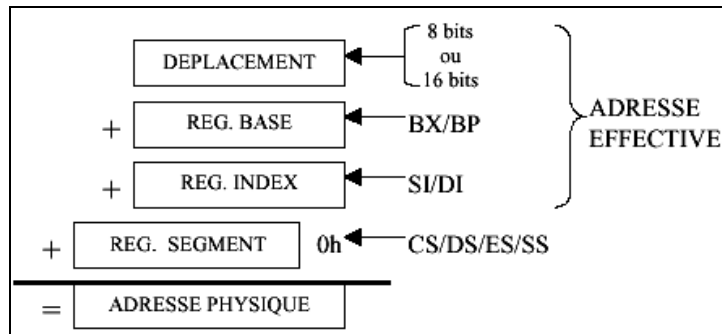 DEPLACEMENT
8 bits
ou
16 bits
+ REG. BASE BX/BP
ADRESSE
EFFECTIVE
+ REG. INDEX SI/DI
+ REG. SEGMENT 0h CS/DS/ES/SS
= ADRESSE PHYSIQUE